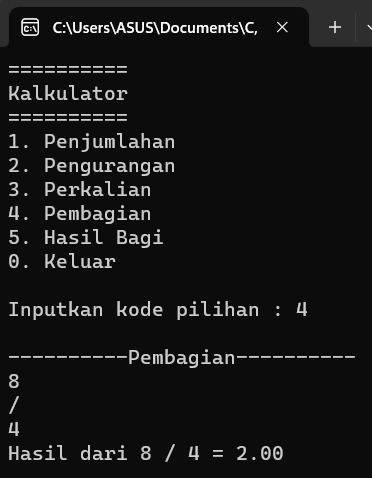 C:\Users\ASUS\Documents\C,
==========
Kalkulator
==========
1. Penjumlahan
2. Pengurangan
3. Perkalian
4. Pembagian
5. Hasil Bagi
0. Keluar
Inputkan kode pilihan : 4
----------Pembagian----------
8
/
4
Hasil dari 8 / 4 = 2.00